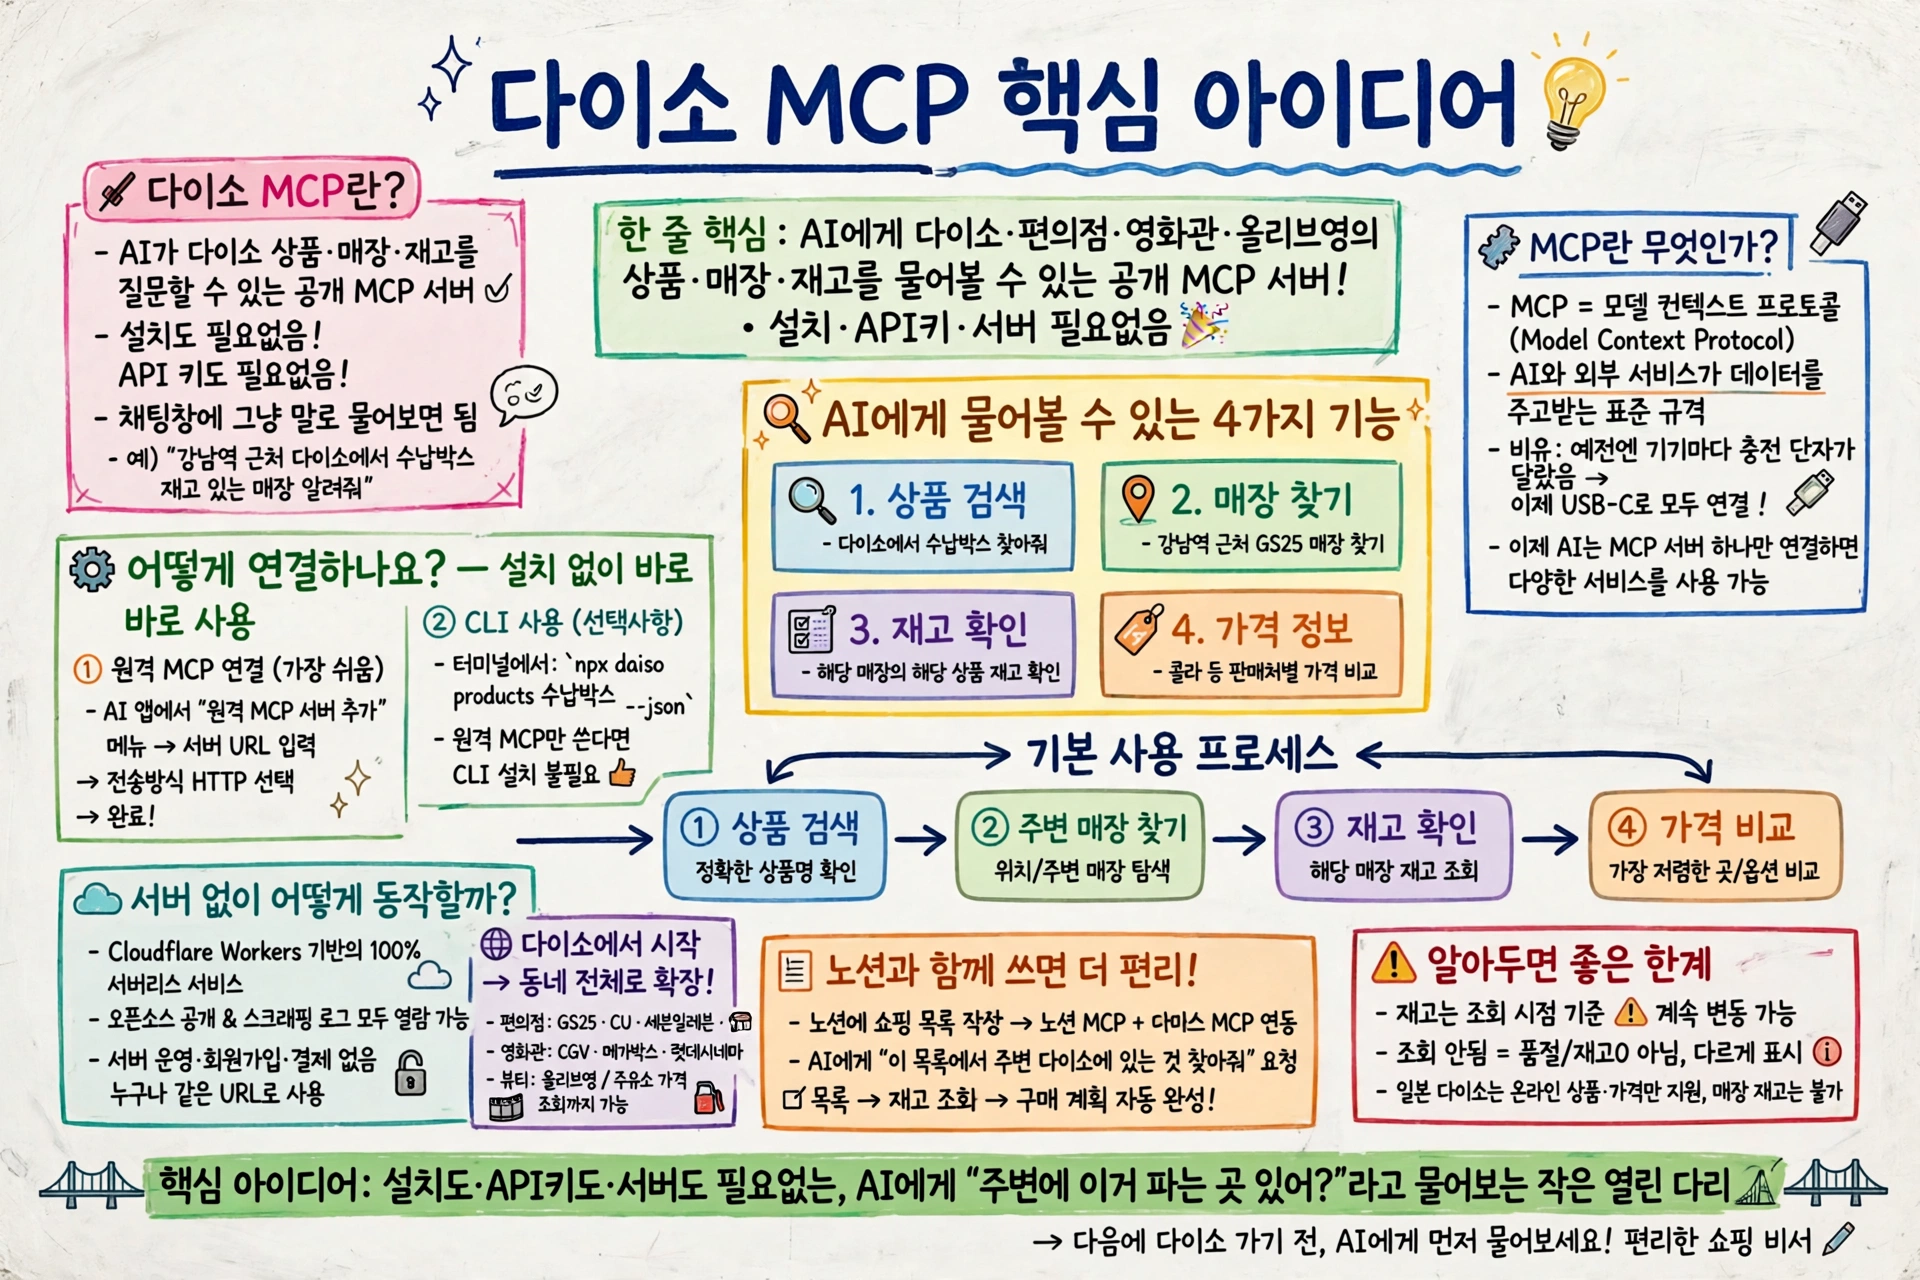 다이소 MCP 핵심 아이디어
다이소 MCP란?
- AI가 다이소 상품·매장·재고를
질문할 수 있는 공개 MCP 서버
- 설치도 필요없음!
API 키도 필요없음!
- 채팅창에 그냥 말로 물어보면 됨
- 예) "강남역 근처 다이소에서 수납박스
재고 있는 매장 알려줘"
한 줄 핵심 : AI에게 다이소·편의점·영화관·올리브영의
상품·매장·재고를 물어볼 수 있는 공개 MCP 서버!
• 설치·API키·서버 필요없음
MCP란 무엇인가?
- MCP = 모델 컨텍스트 프로토콜
(Model Context Protocol)
- AI와 외부 서비스가 데이터를
주고받는 표준 규격
- 비유: 예전엔 기기마다 충전 단자가
달랐음 →
이제 USB-C로 모두 연결!
- 이제 AI는 MCP 서버 하나만 연결하면
다양한 서비스를 사용 가능
AI에게 물어볼 수 있는 4가지 기능
1. 상품 검색
- 다이소에서 수납박스 찾아줘
2. 매장 찾기
- 강남역 근처 GS25 매장 찾기
3. 재고 확인
- 해당 매장의 해당 상품 재고 확인
4. 가격 정보
- 콜라 등 판매처별 가격 비교
어떻게 연결하나요? — 설치 없이 바로
바로 사용
① 원격 MCP 연결 (가장 쉬움)
- AI 앱에서 "원격 MCP 서버 추가"
메뉴 → 서버 URL 입력
→ 전송방식 HTTP 선택
→ 완료!
② CLI 사용 (선택사항)
- 터미널에서: `npx daiso
products 수납박스 --json`
- 원격 MCP만 쓴다면
CLI 설치 불필요
기본 사용 프로세스
① 상품 검색
정확한 상품명 확인
② 주변 매장 찾기
위치/주변 매장 탐색
③ 재고 확인
해당 매장 재고 조회
④ 가격 비교
가장 저렴한 곳/옵션 비교
서버 없이 어떻게 동작할까?
- Cloudflare Workers 기반의 100%
서버리스 서비스
- 오픈소스 공개 & 스크래핑 로그 모두 열람 가능
- 서버 운영·회원가입·결제 없음
누구나 같은 URL로 사용
다이소에서 시작
→ 동네 전체로 확장!
- 편의점: GS25 · CU · 세븐일레븐 ·
- 영화관: CGV · 메가박스 · 롯데시네마
- 뷰티: 올리브영 / 주유소 가격
조회까지 가능
노션과 함께 쓰면 더 편리!
- 노션에 쇼핑 목록 작상 → 노션 MCP + 다마스 MCP 연동
- AI에게 "이 목록에서 주변 다이소에 있는 것 찾아줘" 요청
목록 → 재고 조화 → 구매 계획 자동 완성!
알아두면 좋은 한계
- 재고는 조회 시점 기준 계속 변동 가능
- 조회 안됨 = 품절/재고0 아님, 다르게 표시
- 일본 다이소는 온라인 상품·가격만 지원, 매장 재고는 불가
핵심 아이디어: 설치도·API키도·서버도 필요없는, AI에게 "주변에 이거 파는 곳 있어?"라고 물어보는 작은 열린 다리
→ 다음에 다이소 가기 전, AI에게 먼저 물어보세요! 편리한 쇼핑 비서